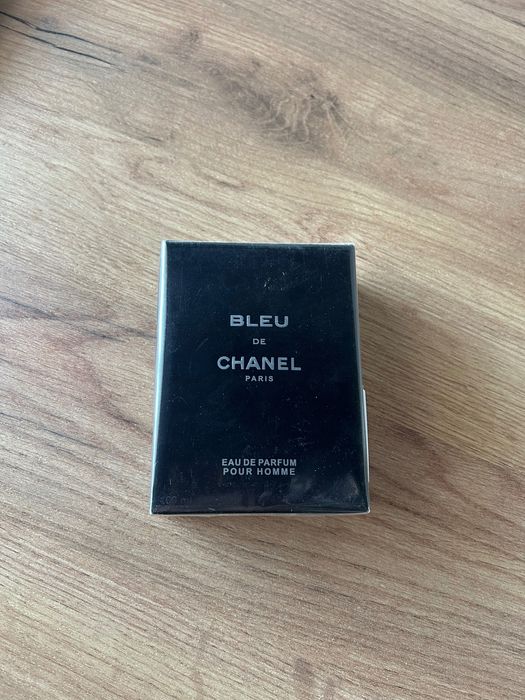 BLEU
DE
CHANEL
PARIS
EAU DE PARFUM
POUR HOMME